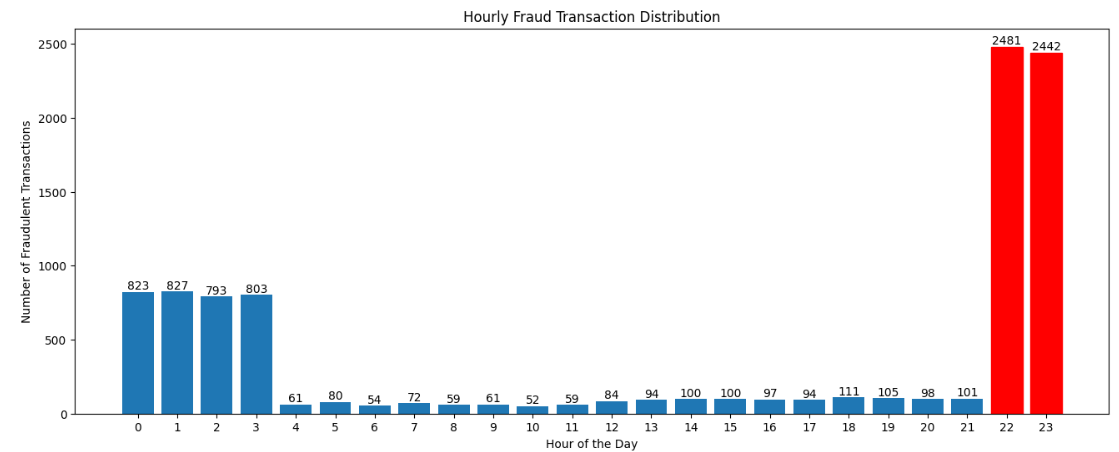 Hourly Fraud Transaction Distribution
Number of Fraudulent Transactions
2500
2000
1500
1000
500
0
823 827 793 803 61 80 54 72 59 61 52 59 84 94 100 100 97 94 111 105 98 101 2481 2442
0 1 2 3 4 5 6 7 8 9 10 11 12 13 14 15 16 17 18 19 20 21 22 23
Hour of the Day